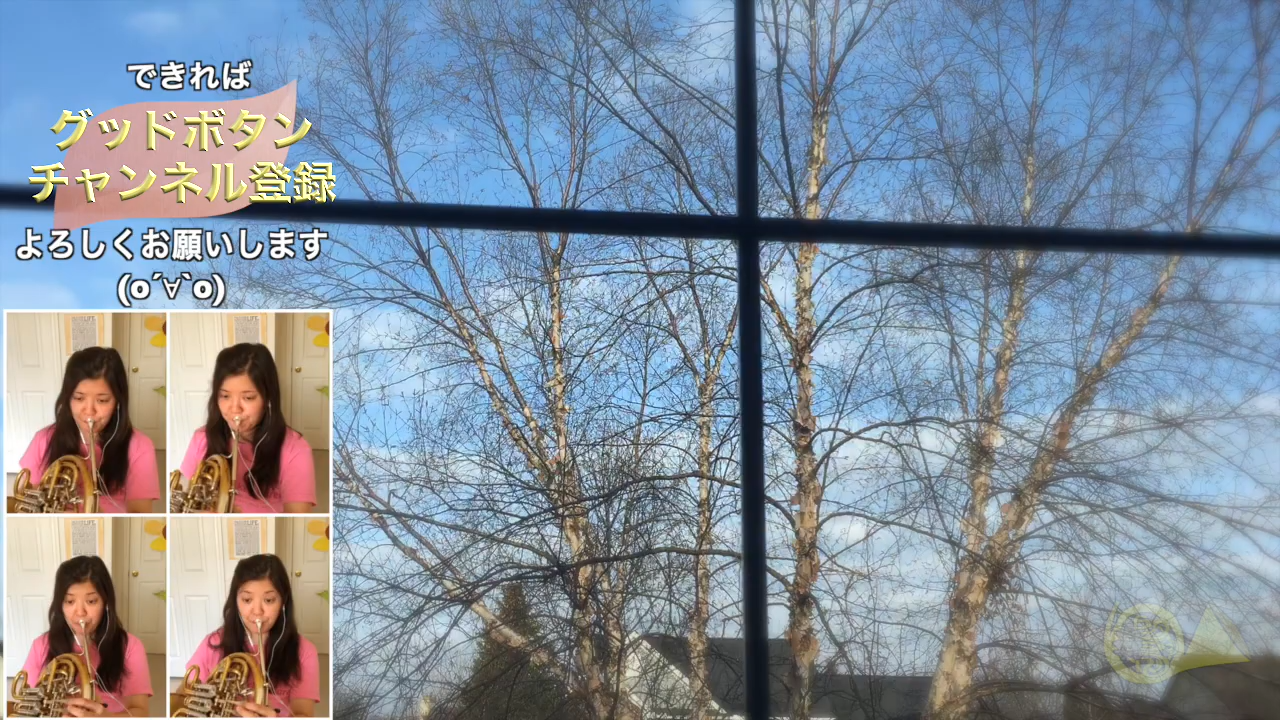 できれば
グッドボタン
チャンネル登録
よろしくお願いします
(o´∀`o)